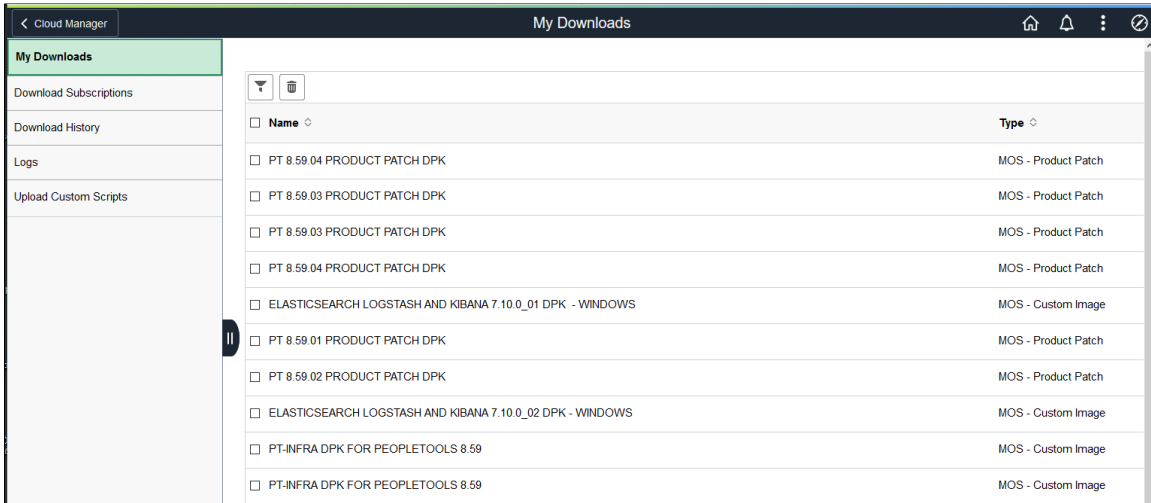 Cloud Manager
My Downloads
My Downloads
Download Subscriptions
Download History
Logs
Upload Custom Scripts
Name Type
PT 8.59.04 PRODUCT PATCH DPK MOS - Product Patch
PT 8.59.03 PRODUCT PATCH DPK MOS - Product Patch
PT 8.59.03 PRODUCT PATCH DPK MOS - Product Patch
PT 8.59.04 PRODUCT PATCH DPK MOS - Product Patch
ELASTICSEARCH LOGSTASH AND KIBANA 7.10.0_01 DPK - WINDOWS MOS - Custom Image
PT 8.59.01 PRODUCT PATCH DPK MOS - Product Patch
PT 8.59.02 PRODUCT PATCH DPK MOS - Product Patch
ELASTICSEARCH LOGSTASH AND KIBANA 7.10.0_02 DPK - WINDOWS MOS - Custom Image
PT-INFRA DPK FOR PEOPLETOOLS 8.59 MOS - Custom Image
PT-INFRA DPK FOR PEOPLETOOLS 8.59 MOS - Custom Image